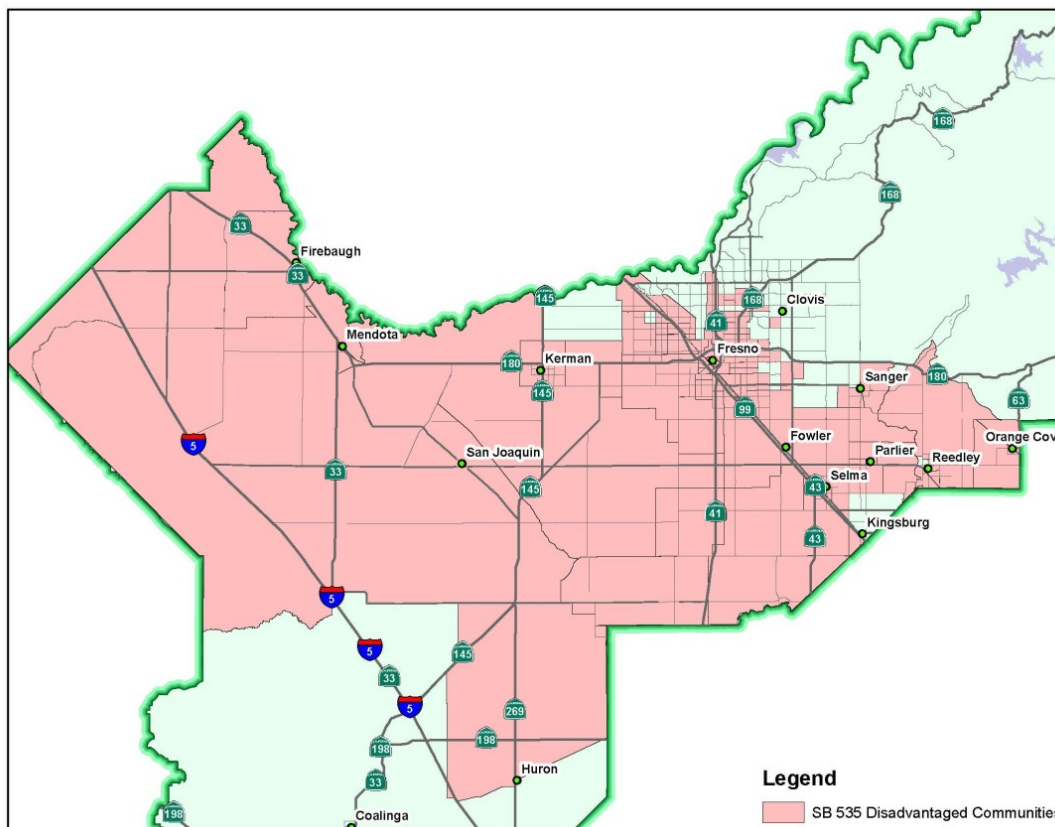 168
168
33
Firebaugh
33
145
168
Clovis
41
Mendota
Fresno
180
Kerman
180
Sanger
145
63
99
5
Fowler
Orange Cov
San Joaquin
Parlier
Reedley
33
Selma
145
43
41
Kingsburg
43
5
5
145
33
5
269
198
198
Huron
33
Legend
198
SB 535 Disadvantaged Communities
Coalinga